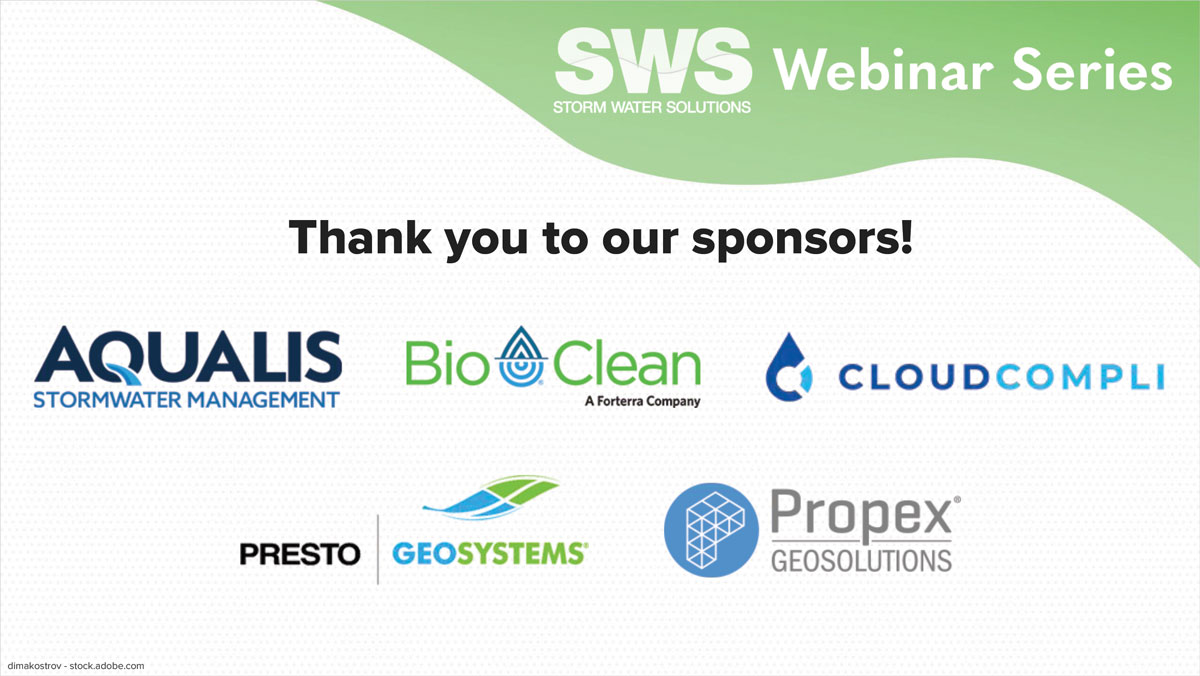 SWS
STORM WATER SOLUTIONS
Webinar Series
Thank you to our sponsors!
AQUALIS
STORMWATER MANAGEMENT
Bio Clean®
A Forterra Company
CLOUDCOMPLI
PRESTO
GEOSYSTEMS®
Propex®
GEOSOLUTIONS
dimakostrov - stock.adobe.com